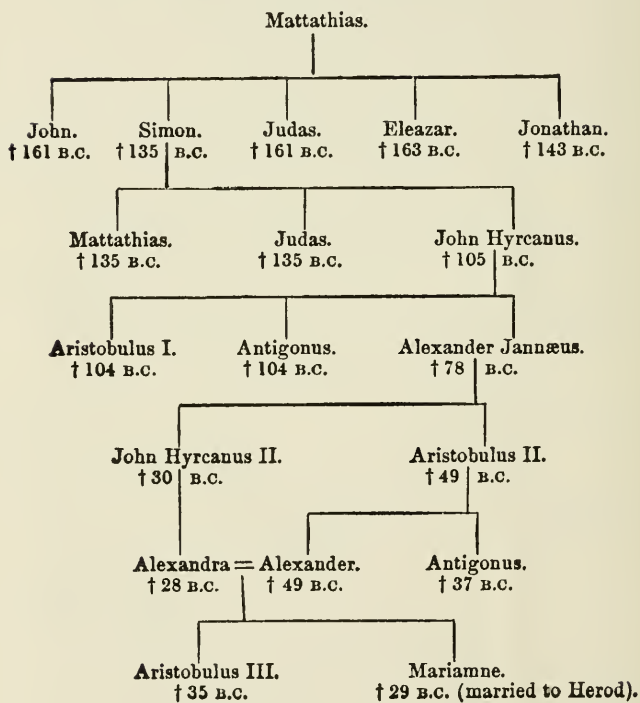 Mattathias.
John. Simon. Judas. Eleazar. Jonathan.
† 161 B.C. † 135 B.C. † 161 B.C. † 163 B.C. † 143 B.C.
Mattathias. Judas. John Hyrcanus.
† 135 B.C. † 135 B.C. † 105 B.C.
Aristobulus I. Antigonus. Alexander Jannæus.
† 104 B.C. † 104 B.C. † 78 B.C.
John Hyrcanus II. Aristobulus II.
† 30 B.C. † 49 B.C.
Alexandra = Alexander. Antigonus.
† 28 B.C. † 49 B.C. † 37 B.C.
Aristobulus III. Mariamne.
† 35 B.C. † 29 B.C. (married to Herod).